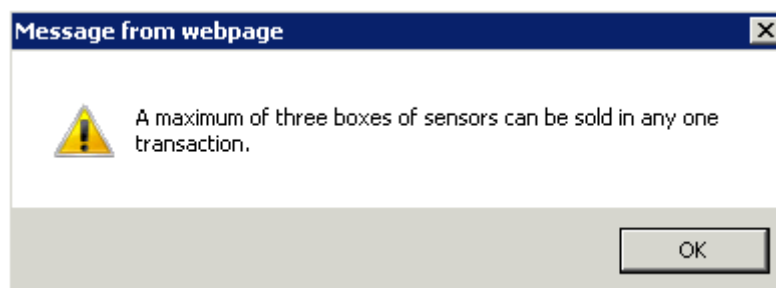 Message from webpage
A maximum of three boxes of sensors can be sold in any one
transaction.
OK